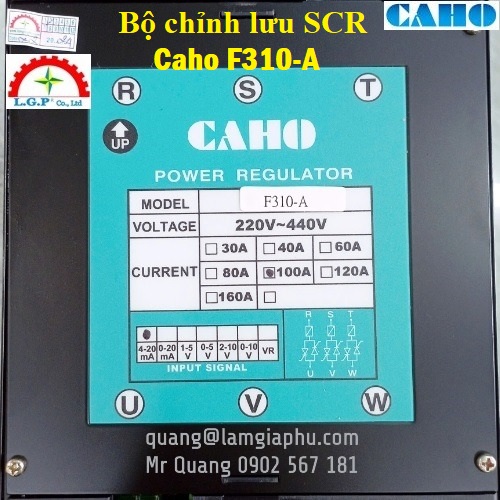 Bộ chỉnh lưu SCR
Caho F310-A
CAHO
L.G.P® Co., Ltd
R S T
UP
CAHO
POWER REGULATOR
MODEL F310-A
VOLTAGE 220V~440V
CURRENT
30A 40A 60A
80A 100A 120A
160A
4-20 mA 0-20 mA 1-5 V 0-5 V 2-10 V 0-10 V VR
INPUT SIGNAL
R S T
U V W
U V W
quang@lamgiaphu.com
Mr Quang 0902 567 181